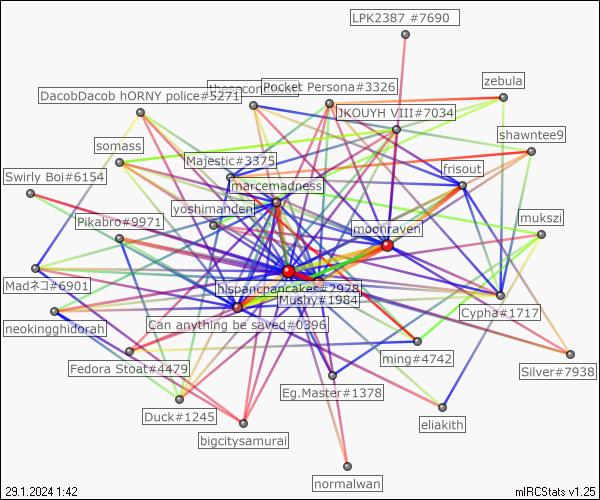 LPK2387 #7690
zebula
Pocket Persona#3326
DacobDacob hORNY police#5271
JKOUYH VIII#7034
shawntee9
somass
Majestic#3375
frisout
Swirly Boi#6154
marcemadness
yoshimanden
mukszi
Pikabro#9971
moonraven
Madネコ#6901
hispancpancakes#2928
Mushy#1984
Cypha#1717
neokingghidorah
Can anything be saved#0396
ming#4742
Fedora Stoat#4479
Silver#7938
Eg.Master#1378
Duck#1245
eliakith
bigcitysamurai
normalwan
29.1.2024 1:42
mIRCStats v1.25